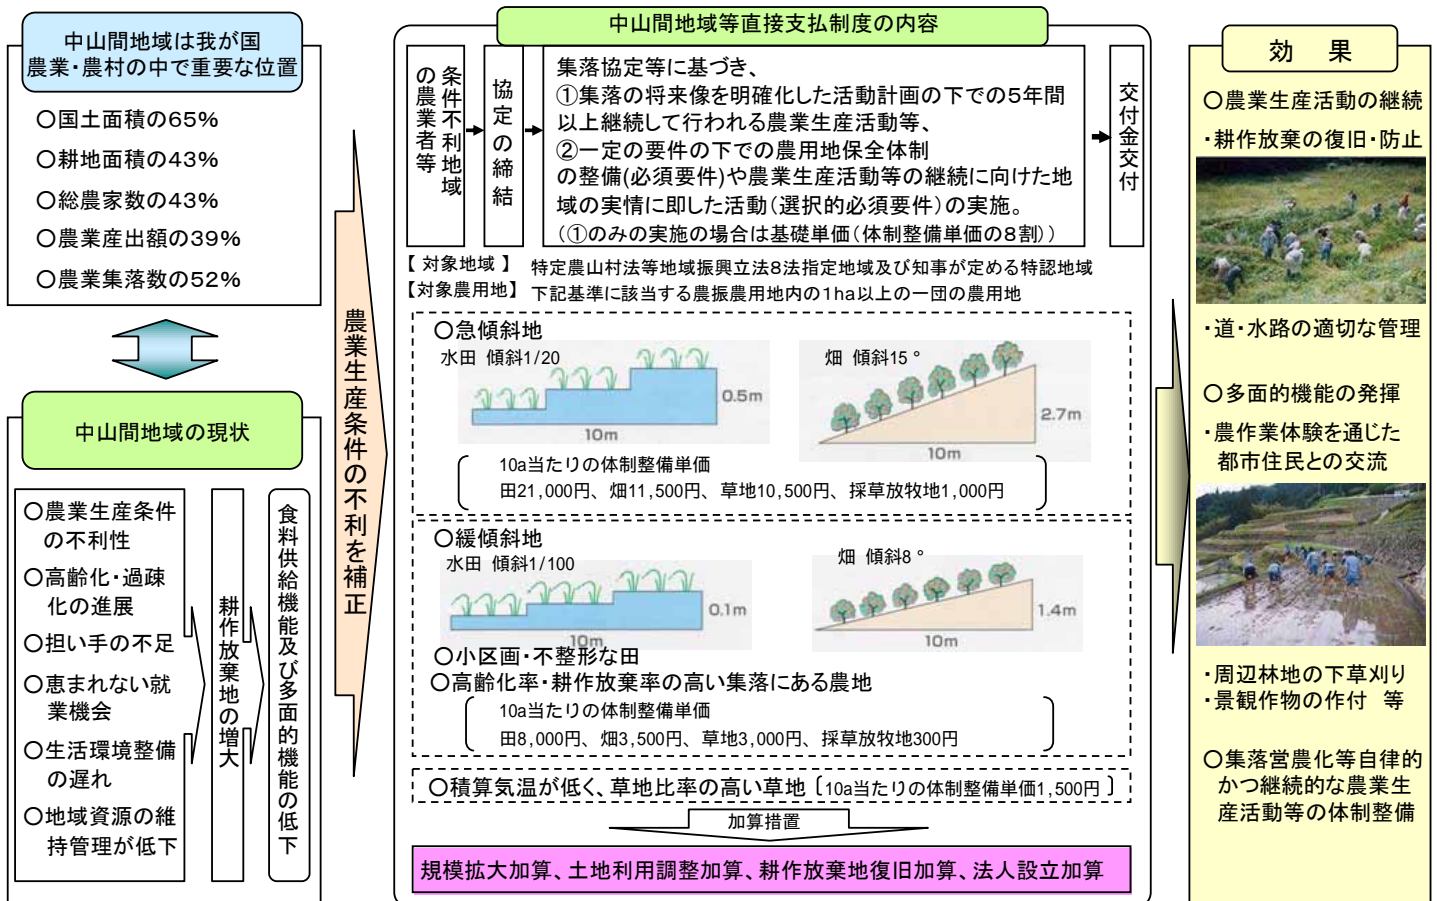 中山間地域は我が国
農業・農村の中で重要な位置
○国土面積の65%
○耕地面積の43%
○総農家数の43%
○農業産出額の39%
○農業集落数の52%
中山間地域の現状
○農業生産条件
の不利性
○高齢化・過疎
化の進展
○担い手の不足
○恵まれない就
業機会
○生活環境整備
の遅れ
○地域資源の維
持管理が低下
耕作放棄地の増大
食料供給機能及び多面的機能の低下
農業生産条件の不利を補正
中山間地域等直接支払制度の内容
条件不利地域
の農業者等
協定の締結
集落協定等に基づき、
①集落の将来像を明確化した活動計画の下での5年間
以上継続して行われる農業生産活動等、
②一定の要件の下での農用地保全体制
の整備(必須要件)や農業生産活動等の継続に向けた地
域の実情に即した活動(選択的必須要件)の実施。
(①のみの実施の場合は基礎単価(体制整備単価の8割))
交付金交付
【 対象地域 】 特定農山村法等地域振興立法8法指定地域及び知事が定める特認地域
【対象農用地】 下記基準に該当する農振農用地内の1ha以上の一団の農用地
○急傾斜地
水田 傾斜1/20
0.5m
10m
畑 傾斜15°
2.7m
10m
10a当たりの体制整備単価
田21,000円、畑11,500円、草地10,500円、採草放牧地1,000円
○緩傾斜地
水田 傾斜1/100
0.1m
10m
畑 傾斜8°
1.4m
10m
○小区画・不整形な田
○高齢化率・耕作放棄率の高い集落にある農地
10a当たりの体制整備単価
田8,000円、畑3,500円、草地3,000円、採草放牧地300円
○積算気温が低く、草地比率の高い草地〔10a当たりの体制整備単価1,500円 〕
加算措置
規模拡大加算、土地利用調整加算、耕作放棄地復旧加算、法人設立加算
効 果
○農業生産活動の継続
・耕作放棄の復旧・防止
・道・水路の適切な管理
○多面的機能の発揮
・農作業体験を通じた
都市住民との交流
・周辺林地の下草刈り
・景観作物の作付 等
○集落営農化等自律的
かつ継続的な農業生
産活動等の体制整備